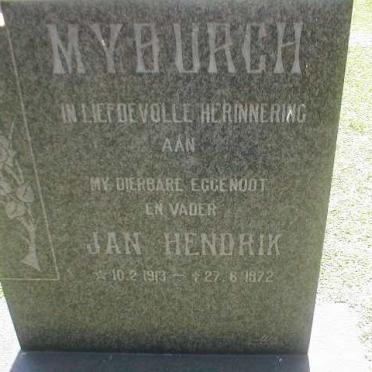 MYBURGH
IN LIEFDEVOLLE HERINNERING
AAN
MY DIERBARE EGGENOOT
EN VADER
JAN HENDRIK
☆ 10.2.1913 ~ † 27.6.1972